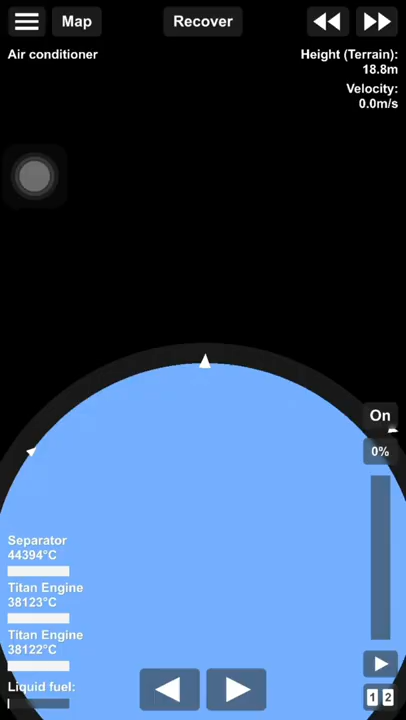 Map
Recover
Air conditioner
Height (Terrain):
18.8m
Velocity:
0.0m/s
On
0%
Separator
44394°C
Titan Engine
38123°C
Titan Engine
38122°C
Liquid fuel:
1 2